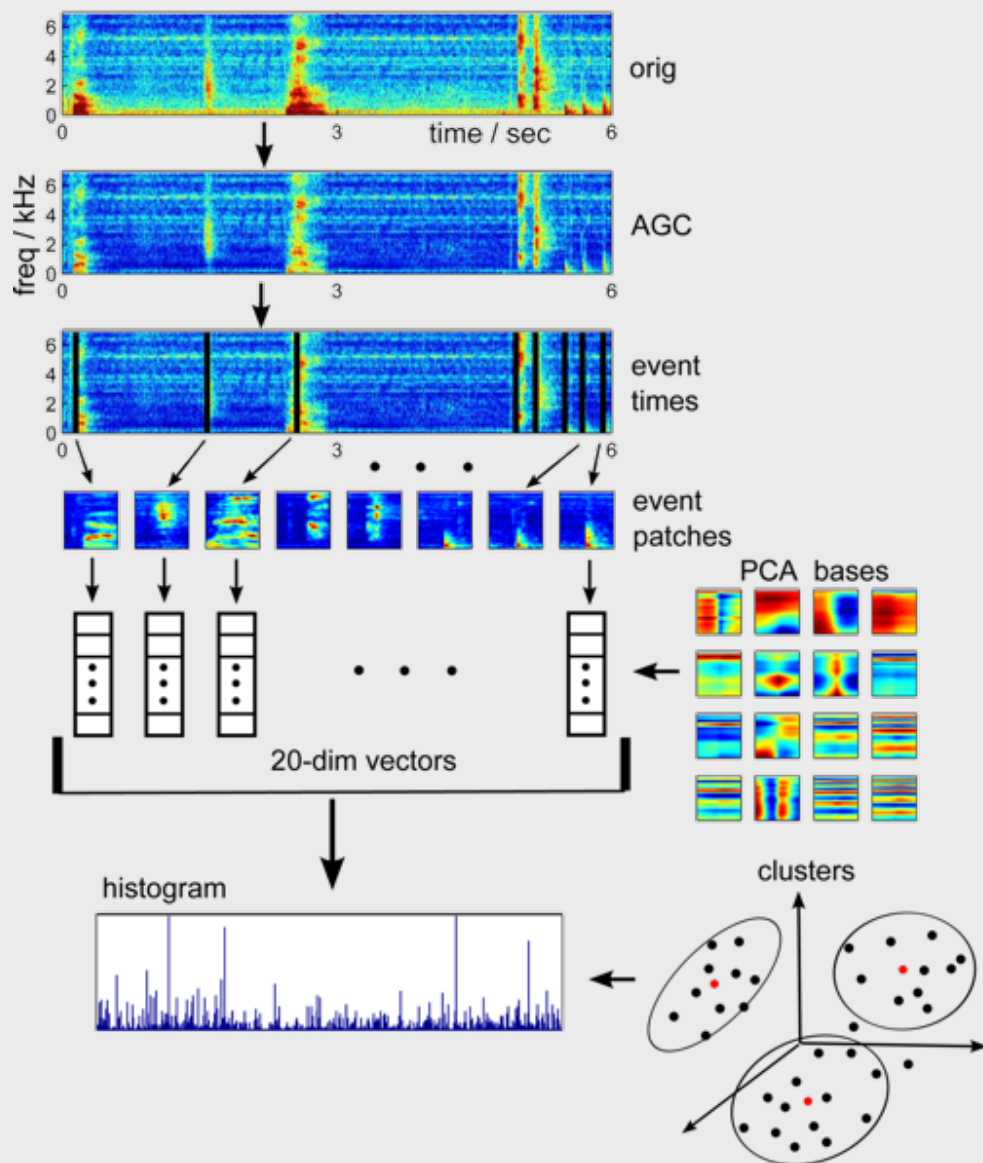 6
4
2
0
orig
0
3
time / sec
6
freq / kHz
6
4
2
0
AGC
0
3
6
6
4
2
0
event
times
0
3
6
event
patches
PCA bases
20-dim vectors
histogram
clusters